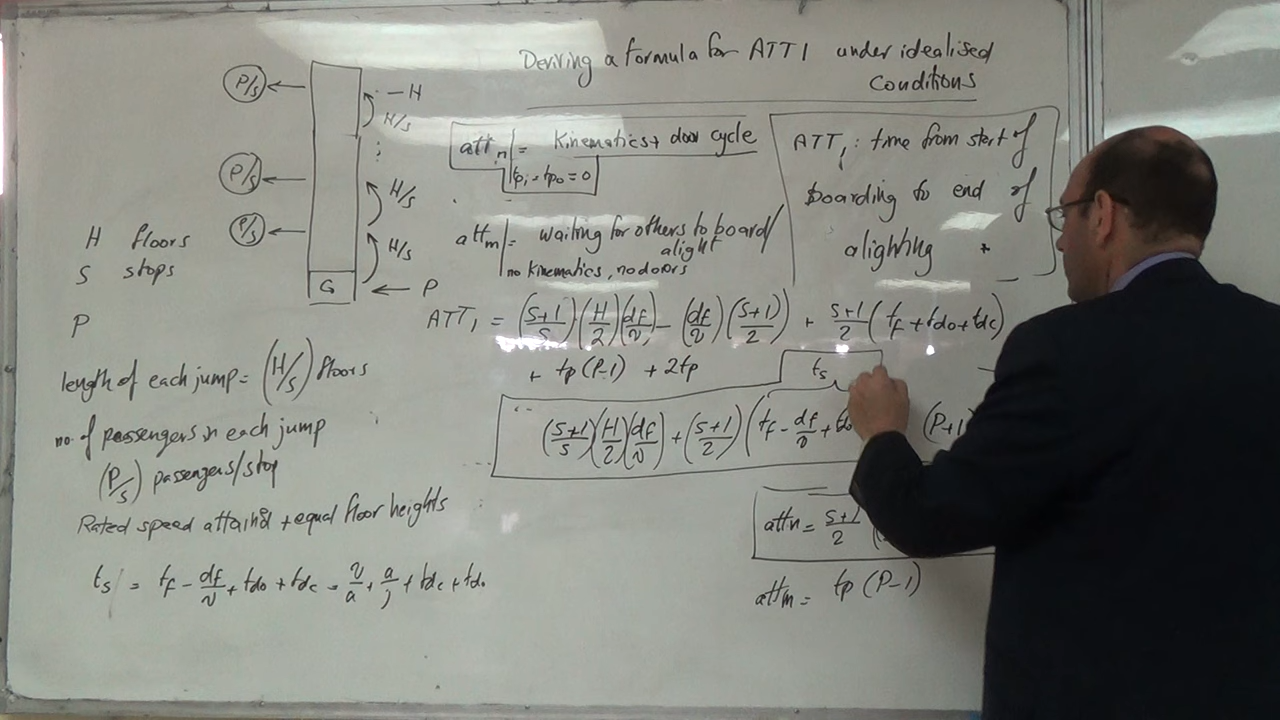 Deriving a formula for ATT1 under idealised
conditions
P/s
— H
H/s
P/s
H/s
P/s
H/s
G
P
H floors
S stops
P
length of each jump = (H/s) floors
no. of passengers in each jump
(P/s) passengers/stop
Rated speed attained + equal floor heights
ts = tf - df/v + tdo + tdc = v/a + a/j + tdc + tdo
att_n | = Kinematics + door cycle
tpi = tpo = 0
att_m | = waiting for others to board/
alight
no kinematics, no doors
ATT1 : time from start of
boarding to end of
alighting
ATT1 = (S+1/S)(H/2)(df/v) - (df/v)(S+1/2) + S+1/2 (tf + tdo + tdc)
+ tp(P-1) + 2tp
ts
(S+1/S)(H/2)(df/v) + (S+1/2)(tf - df/v + tdo
(P+1)
att_n = S+1/2
att_m = tp(P-1)